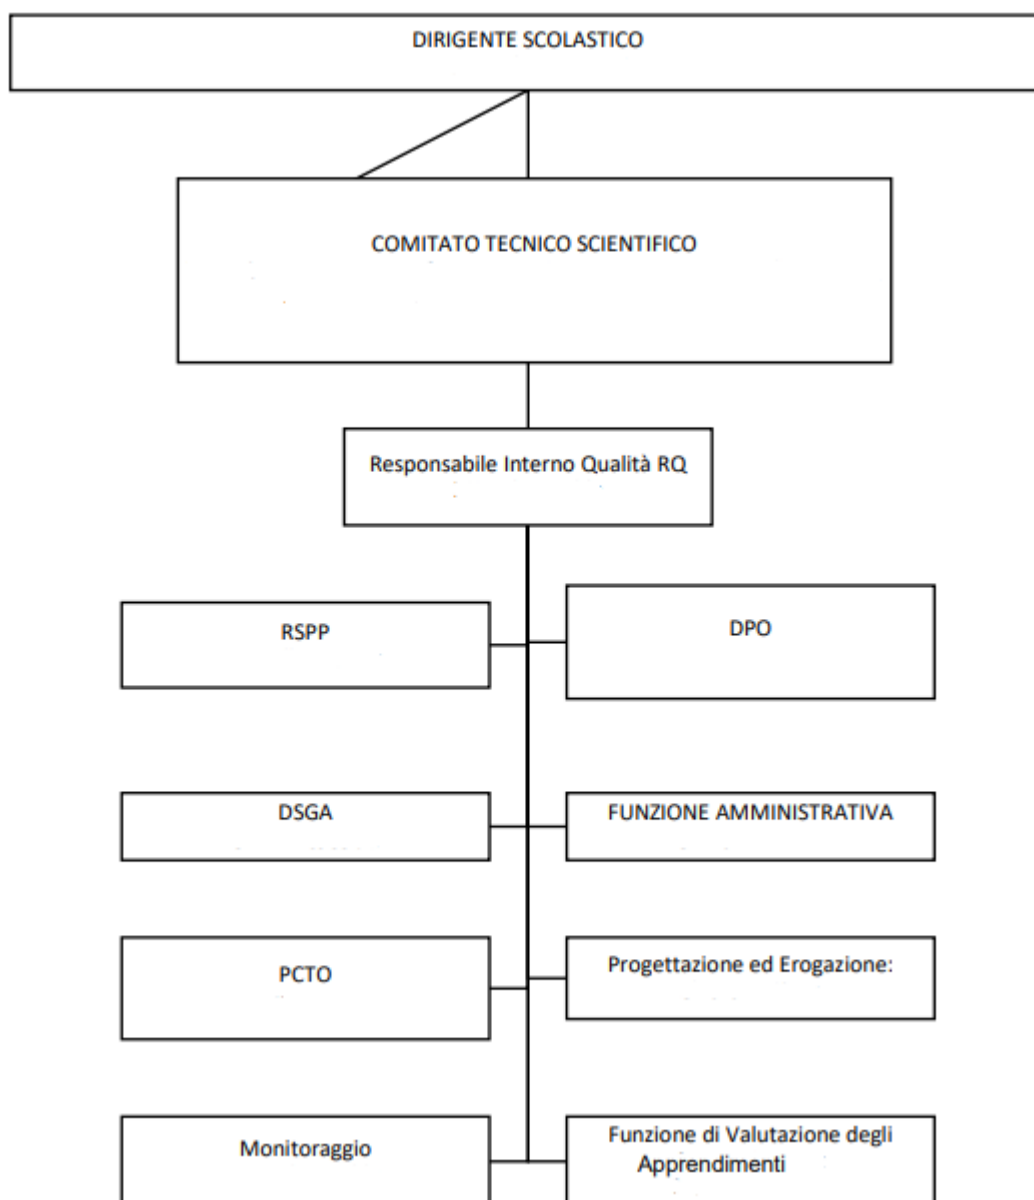 DIRIGENTE SCOLASTICO
COMITATO TECNICO SCIENTIFICO
Responsabile Interno Qualità RQ
RSPP
DPO
DSGA
FUNZIONE AMMINISTRATIVA
PCTO
Progettazione ed Erogazione:
Monitoraggio
Funzione di Valutazione degli
Apprendimenti